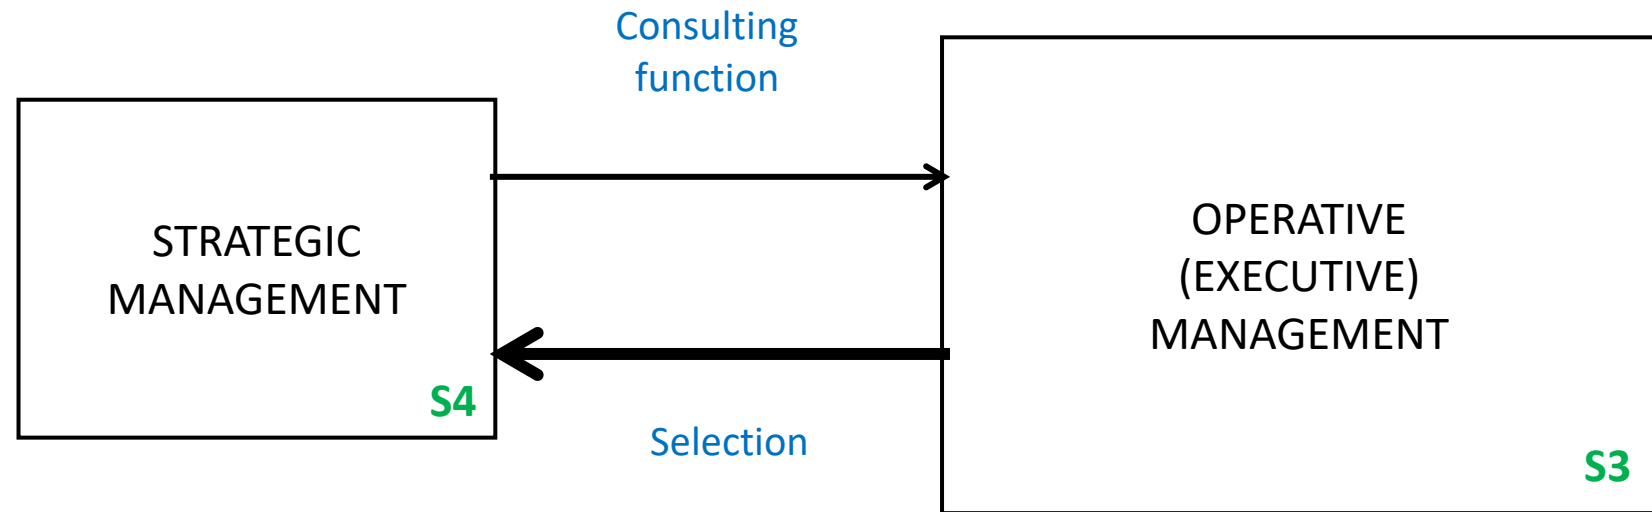 Consulting
function
STRATEGIC
MANAGEMENT
S4
OPERATIVE
(EXECUTIVE)
MANAGEMENT
Selection
S3